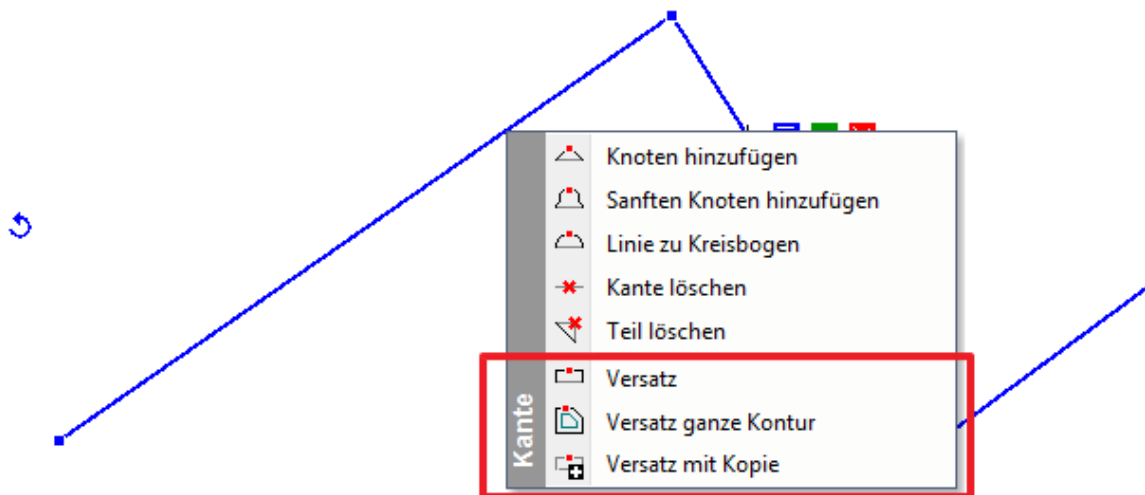 Knoten hinzufügen
Sanften Knoten hinzufügen
Linie zu Kreisbogen
Kante löschen
Teil löschen
Versatz
Versatz ganze Kontur
Versatz mit Kopie
Kante